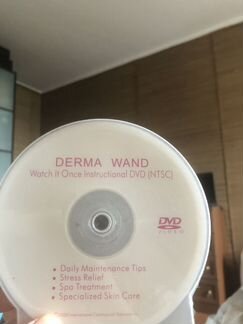 DERMA WAND
Watch It Once Instructional DVD (NTSC)
DVD
VIDEO
• Daily Maintenance Tips
• Stress Relief
• Spa Treatment
• Specialized Skin Care